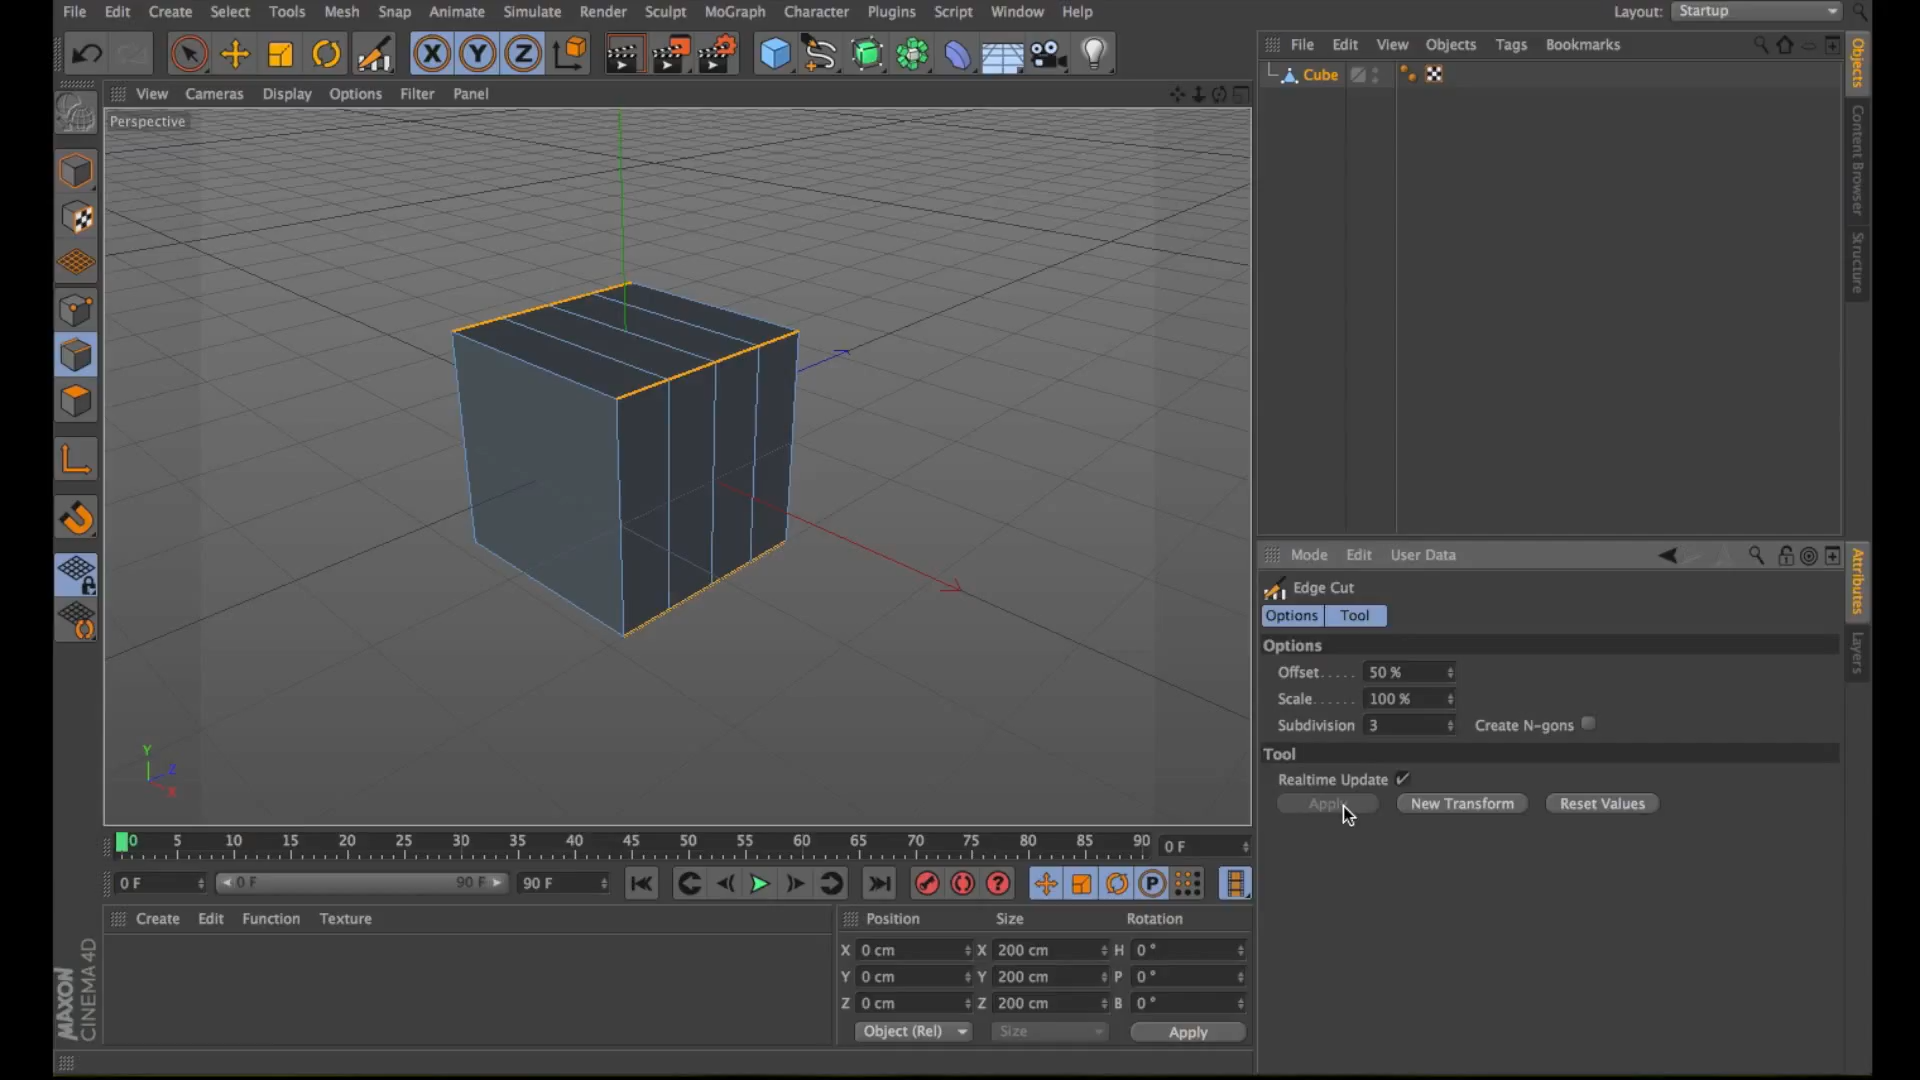 File Edit Create Select Tools Mesh Snap Animate Simulate Render Sculpt MoGraph Character Plugins Script Window Help Layout: Startup
X Y Z
File Edit View Objects Tags Bookmarks
Cube
Objects
Content Browser
Structure
View Cameras Display Options Filter Panel
Perspective
Y
Z
X
Mode Edit User Data
Attributes
Layers
Edge Cut
Options Tool
Options
Offset..... 50 %
Scale...... 100 %
Subdivision 3 Create N-gons
Tool
Realtime Update
Apply New Transform Reset Values
0 5 10 15 20 25 30 35 40 45 50 55 60 65 70 75 80 85 90 0 F
0 F 0 F 90 F 90 F ? P
Create Edit Function Texture
Position Size Rotation
X 0 cm X 200 cm H 0 °
Y 0 cm Y 200 cm P 0 °
Z 0 cm Z 200 cm B 0 °
Object (Rel) Size Apply
MAXON
CINEMA 4D